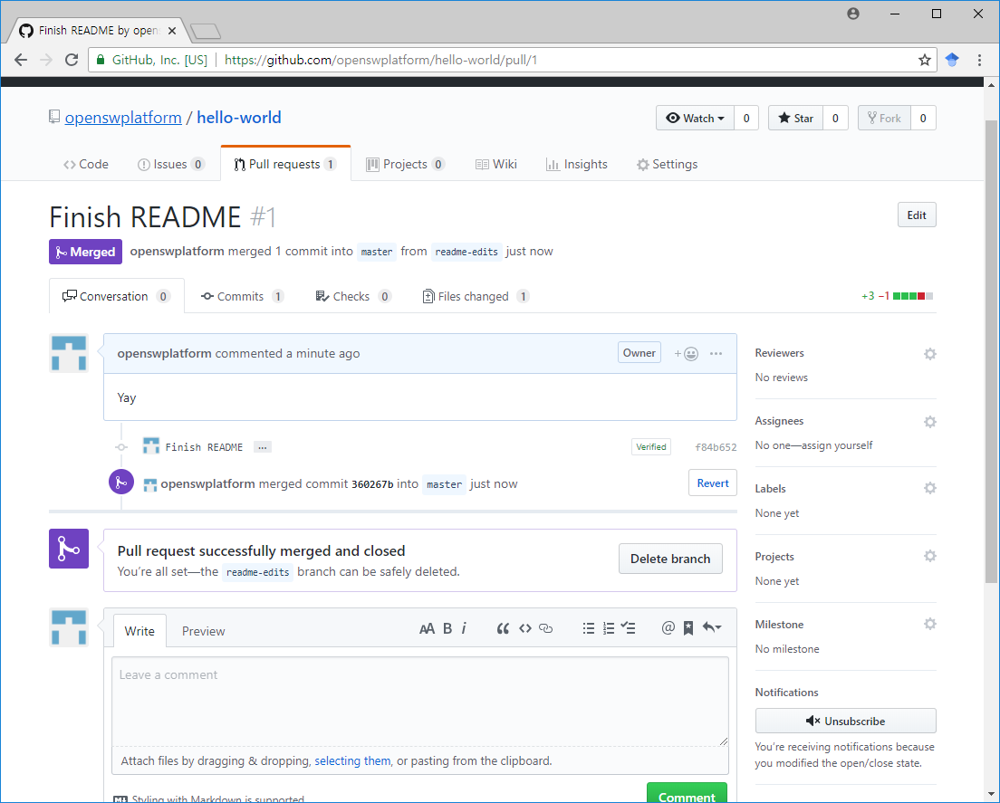 Finish README by open
GitHub, Inc. [US] | https://github.com/openswplatform/hello-world/pull/1
openswplatform / hello-world
Watch 0 Star 0 Fork 0
Code Issues 0 Pull requests 1 Projects 0 Wiki Insights Settings
Finish README #1
Edit
Merged openswplatform merged 1 commit into master from readme-edits just now
Conversation 0 Commits 1 Checks 0 Files changed 1 +3 −1
openswplatform commented a minute ago Owner
Yay
Finish README … Verified f84b652
openswplatform merged commit 360267b into master just now Revert
Pull request successfully merged and closed
You’re all set—the readme-edits branch can be safely deleted.
Delete branch
Write Preview AA B i
Leave a comment
Attach files by dragging & dropping, selecting them, or pasting from the clipboard.
Styling with Markdown is supported
Comment
Reviewers
No reviews
Assignees
No one—assign yourself
Labels
None yet
Projects
None yet
Milestone
No milestone
Notifications
Unsubscribe
You’re receiving notifications because
you modified the open/close state.